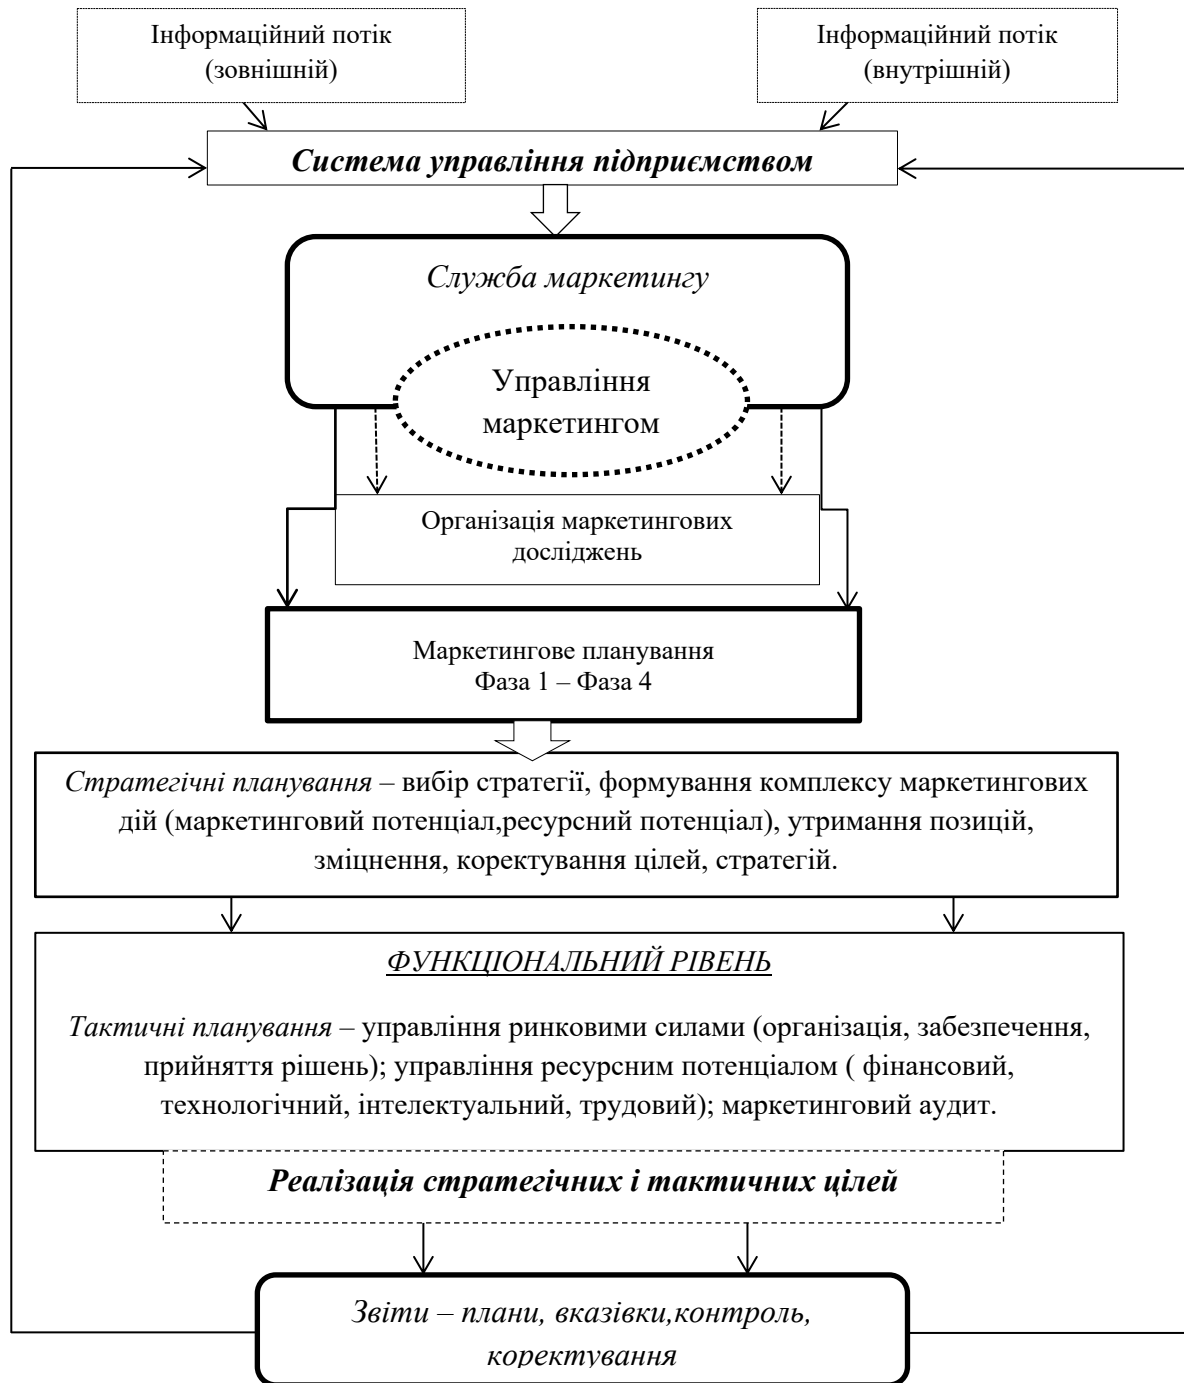 Інформаційний потік
(зовнішній)
Інформаційний потік
(внутрішній)
Система управління підприємством
Служба маркетингу
Управління
маркетингом
Організація маркетингових
досліджень
Маркетингове планування
Фаза 1 – Фаза 4
Стратегічні планування – вибір стратегії, формування комплексу маркетингових
дій (маркетинговий потенціал,ресурсний потенціал), утримання позицій,
зміцнення, коректування цілей, стратегій.
ФУНКЦІОНАЛЬНИЙ РІВЕНЬ
Тактичні планування – управління ринковими силами (організація, забезпечення,
прийняття рішень); управління ресурсним потенціалом ( фінансовий,
технологічний, інтелектуальний, трудовий); маркетинговий аудит.
Реалізація стратегічних і тактичних цілей
Звіти – плани, вказівки,контроль,
коректування